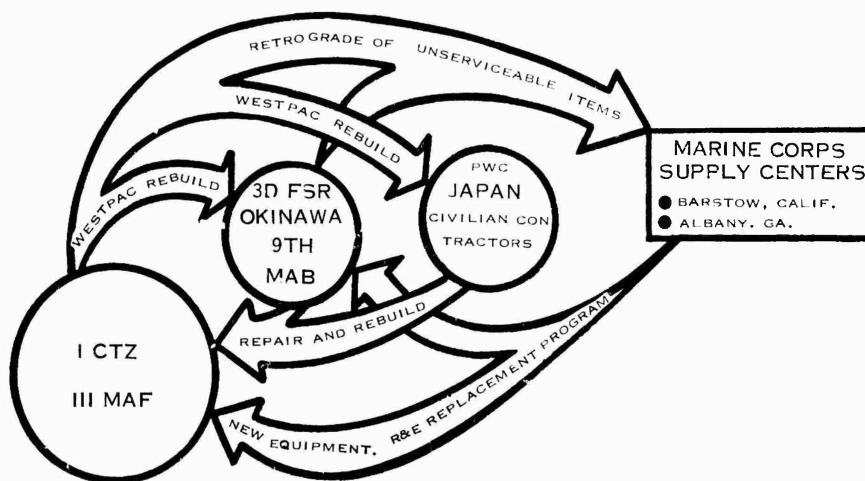 RETROGRADE OF UNSERVICEABLE ITEMS
WESTPAC REBUILD
WESTPAC REBUILD
3D FSR
OKINAWA
9TH
MAB
PWC
JAPAN
CIVILIAN CON
TRACTORS
MARINE CORPS
SUPPLY CENTERS
● BARSTOW, CALIF.
● ALBANY. GA.
REPAIR AND REBUILD
I CTZ
III MAF
NEW EQUIPMENT. R&E REPLACEMENT PROGRAM